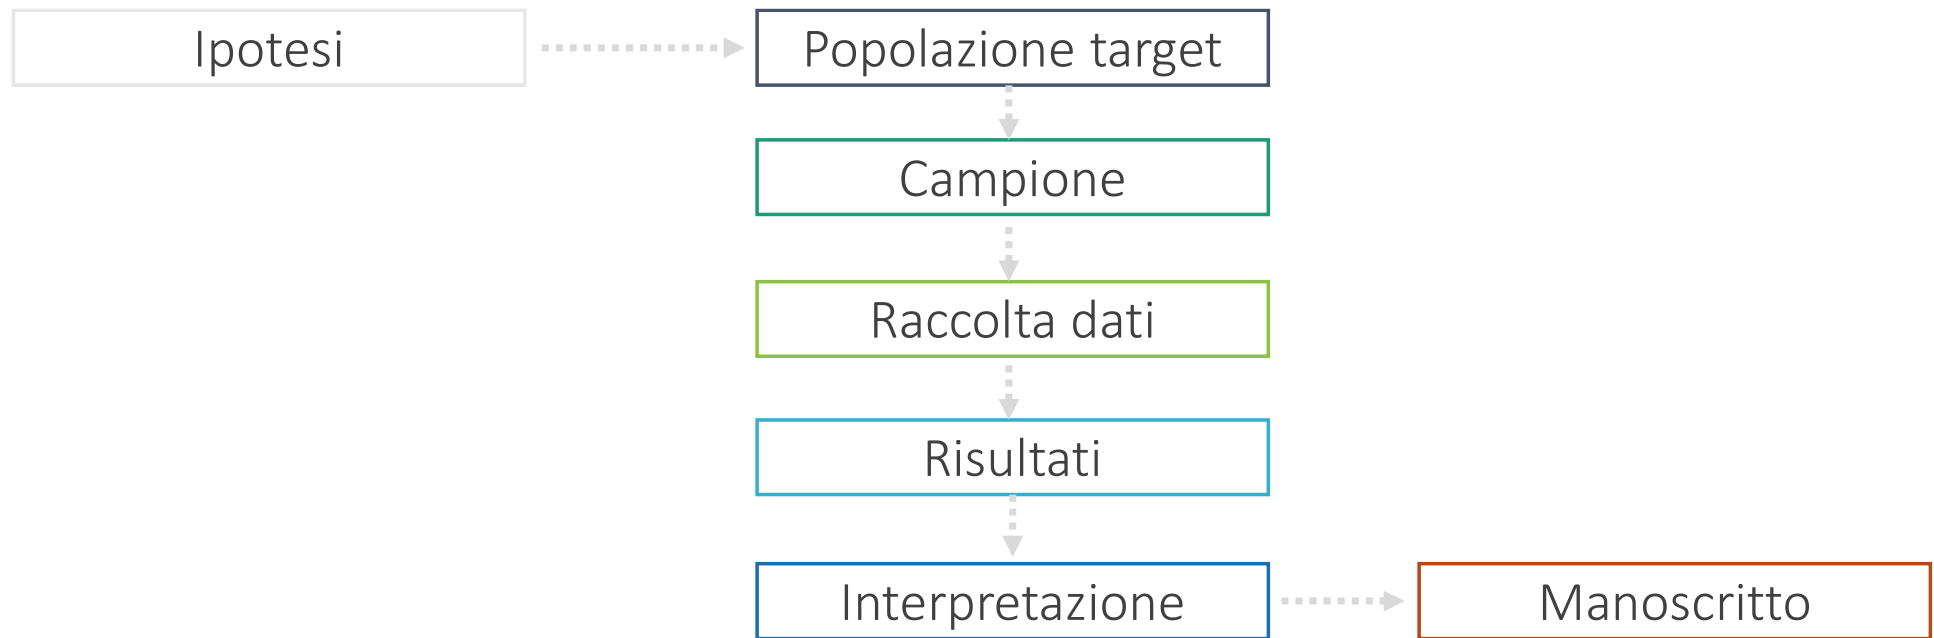 Ipotesi
Popolazione target
Campione
Raccolta dati
Risultati
Interpretazione
Manoscritto